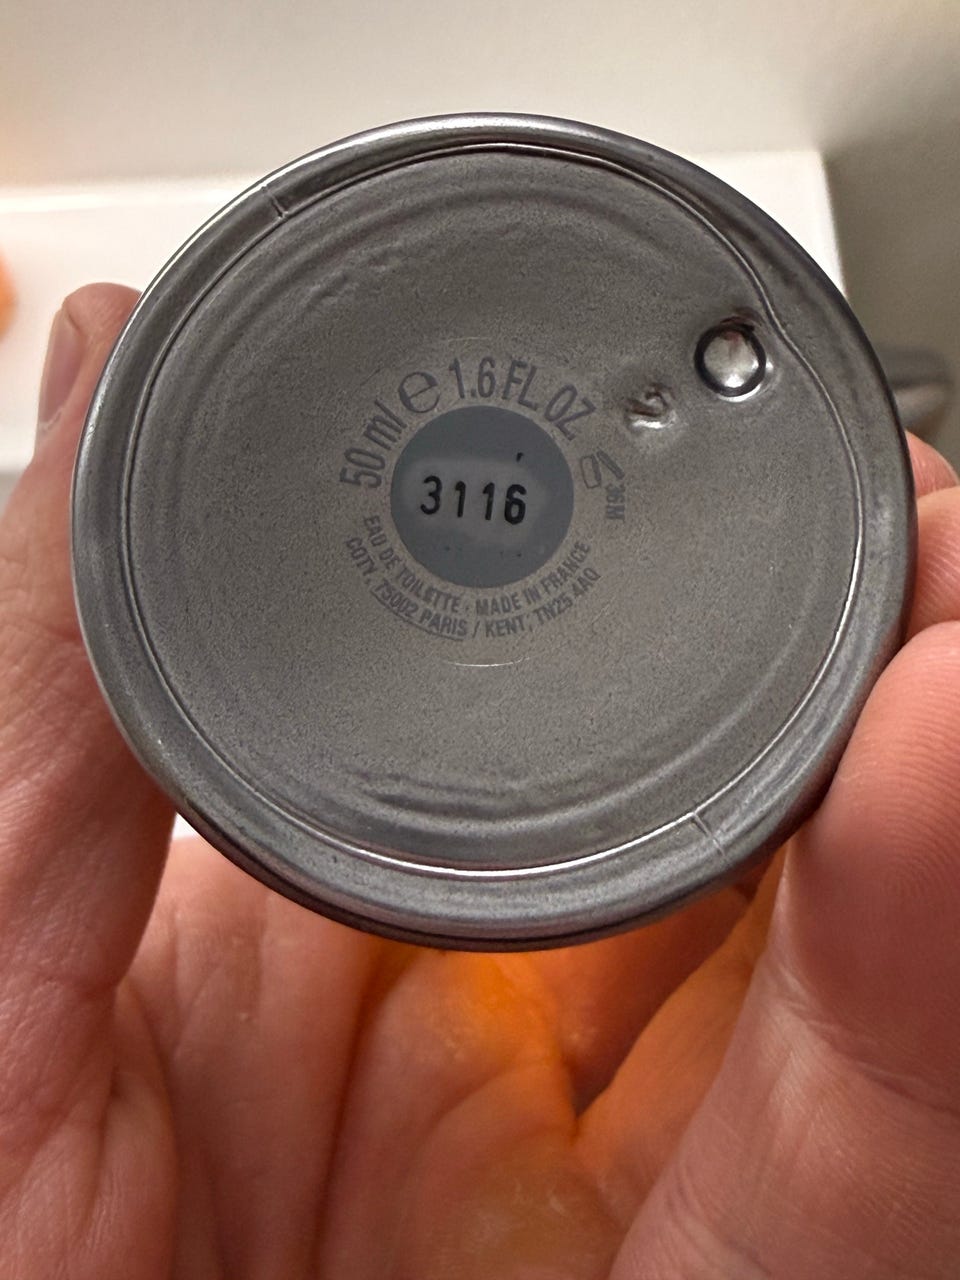 50 ml ℮ 1.6 FL. OZ.
36M
3116
EAU DE TOILETTE - MADE IN FRANCE
COTY, 75002 PARIS / KENT, TN25 4AQ
5